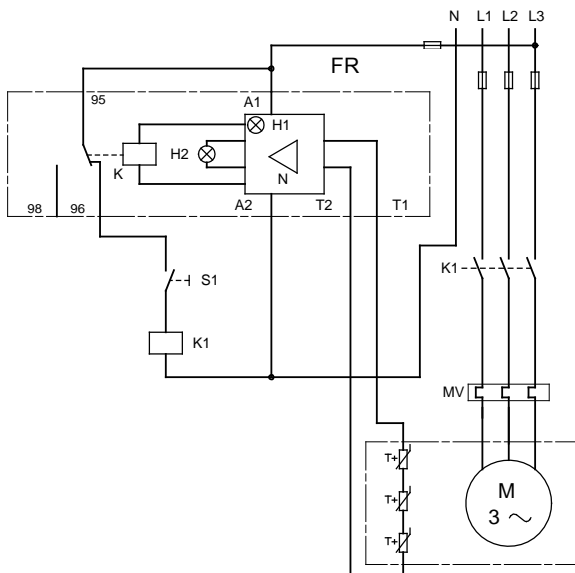 N L1 L2 L3
FR
95
A1
H1
H2
K
N
98 96 A2 T2 T1
S1
K1
K1
MV
T+
T+
T+
M
3 ~